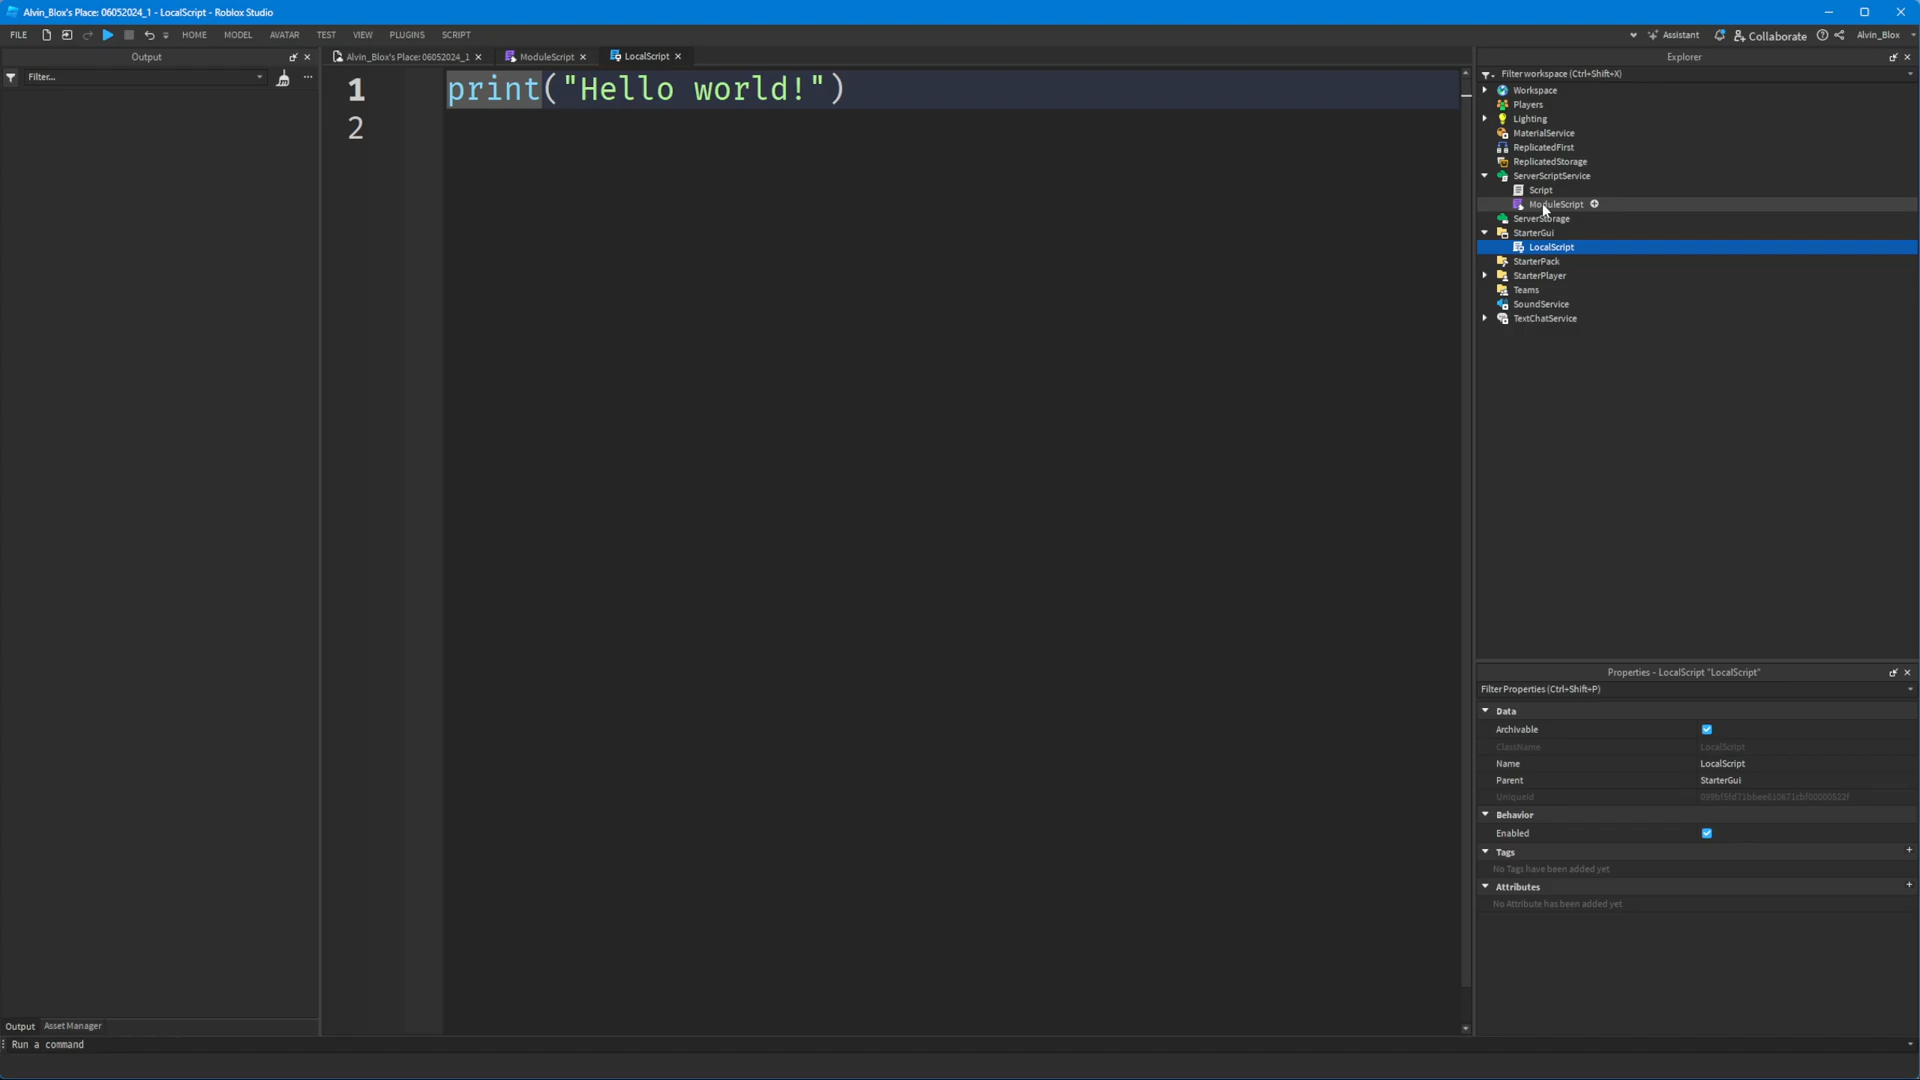 Alvin_Blox's Place: 06052024_1 - LocalScript - Roblox Studio
FILE HOME MODEL AVATAR TEST VIEW PLUGINS SCRIPT Assistant Collaborate Alvin_Blox
Output
Filter...
Alvin_Blox's Place: 06052024_1 ModuleScript LocalScript
1 print("Hello world!")
2
Explorer
Filter workspace (Ctrl+Shift+X)
Workspace
Players
Lighting
MaterialService
ReplicatedFirst
ReplicatedStorage
ServerScriptService
Script
ModuleScript
ServerStorage
StarterGui
LocalScript
StarterPack
StarterPlayer
Teams
SoundService
TextChatService
Properties - LocalScript "LocalScript"
Filter Properties (Ctrl+Shift+P)
Data
Archivable
ClassName LocalScript
Name LocalScript
Parent StarterGui
UniqueId
Behavior
Enabled
Tags
No Tags have been added yet
Attributes
No Attribute has been added yet
Output Asset Manager
Run a command